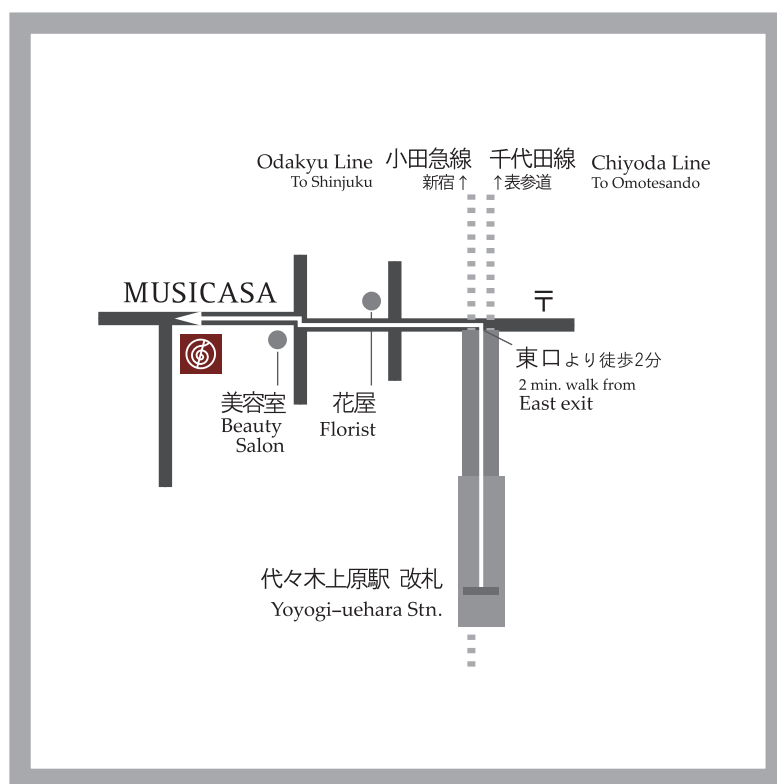 Odakyu Line 小田急線 千代田線 Chiyoda Line
To Shinjuku 新宿↑ ↑表参道 To Omotesando
MUSICASA
〒
東口より徒歩2分
2 min. walk from
East exit
美容室
Beauty
Salon
花屋
Florist
代々木上原駅 改札
Yoyogi–uehara Stn.